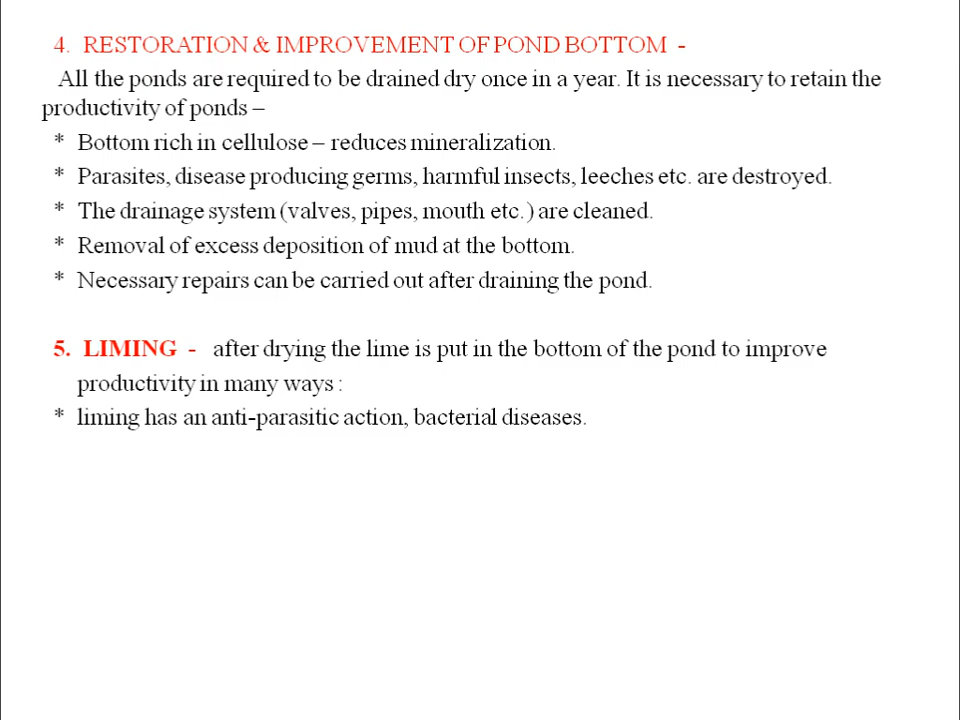 4. RESTORATION & IMPROVEMENT OF POND BOTTOM -
All the ponds are required to be drained dry once in a year. It is necessary to retain the
productivity of ponds –
* Bottom rich in cellulose – reduces mineralization.
* Parasites, disease producing germs, harmful insects, leeches etc. are destroyed.
* The drainage system (valves, pipes, mouth etc.) are cleaned.
* Removal of excess deposition of mud at the bottom.
* Necessary repairs can be carried out after draining the pond.
5. LIMING - after drying the lime is put in the bottom of the pond to improve
productivity in many ways :
* liming has an anti-parasitic action, bacterial diseases.